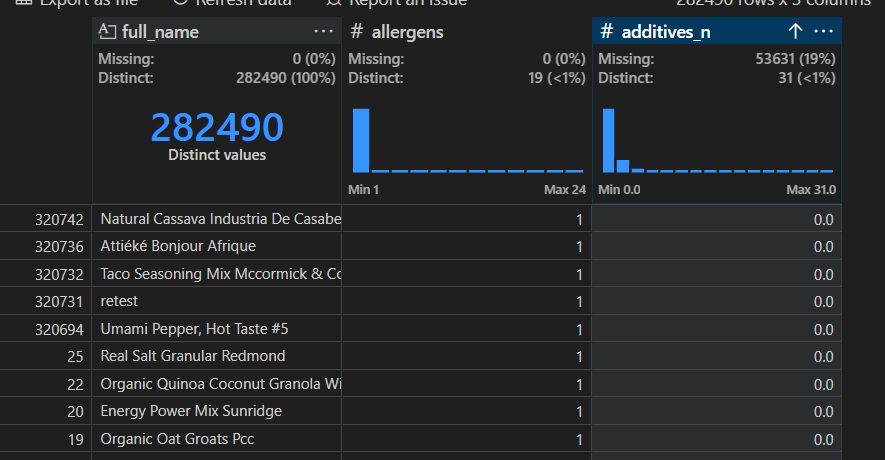 Export as file Refresh data Report an issue 282490 rows x 3 columns
full_name ... # allergens # additives_n ↑ ...
Missing: 0 (0%) Missing: 0 (0%) Missing: 53631 (19%)
Distinct: 282490 (100%) Distinct: 19 (<1%) Distinct: 31 (<1%)
282490
Distinct values
Min 1 Max 24 Min 0.0 Max 31.0
320742 Natural Cassava Industria De Casabe 1 0.0
320736 Attiéké Bonjour Afrique 1 0.0
320732 Taco Seasoning Mix Mccormick & Co 1 0.0
320731 retest 1 0.0
320694 Umami Pepper, Hot Taste #5 1 0.0
25 Real Salt Granular Redmond 1 0.0
22 Organic Quinoa Coconut Granola Wi 1 0.0
20 Energy Power Mix Sunridge 1 0.0
19 Organic Oat Groats Pcc 1 0.0